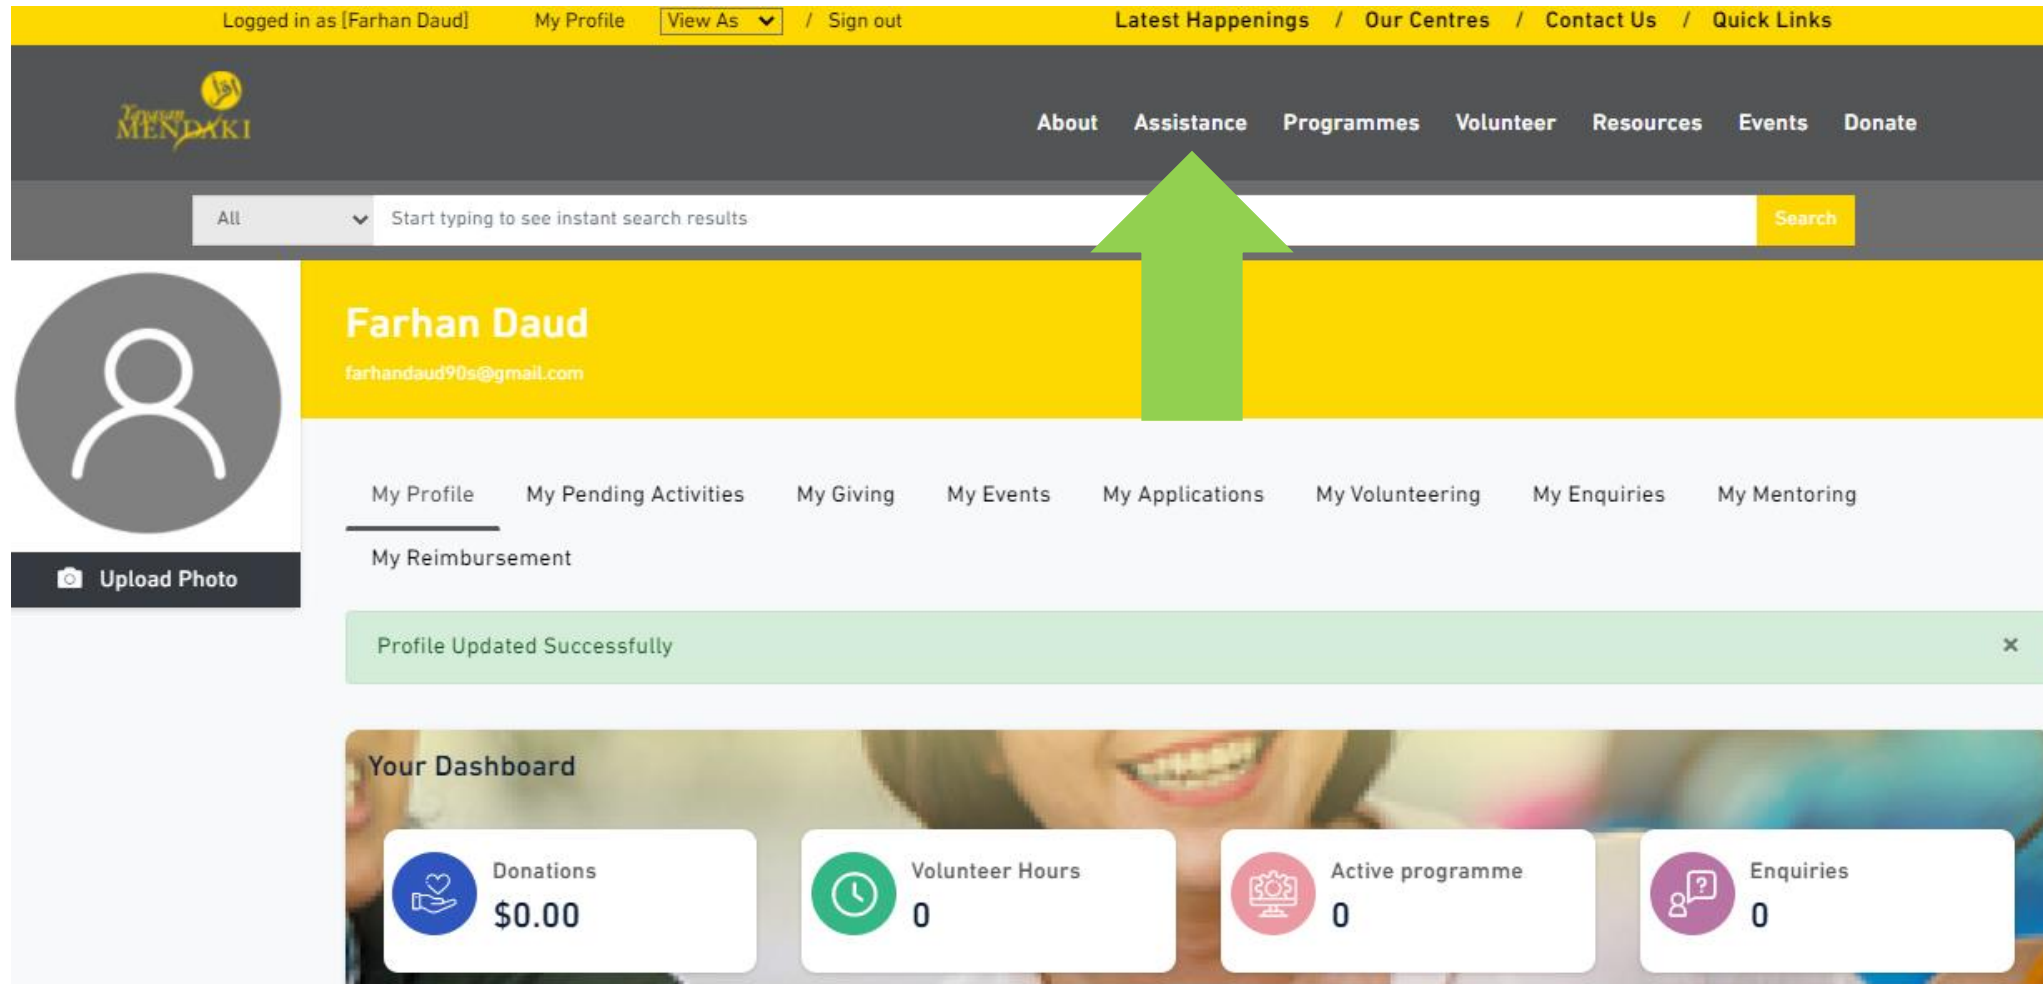 Logged in as [Farhan Daud] My Profile View As / Sign out Latest Happenings / Our Centres / Contact Us / Quick Links
اقرأ
Yayasan
MENDAKI
About Assistance Programmes Volunteer Resources Events Donate
All Start typing to see instant search results Search
Farhan Daud
farhandaud90s@gmail.com
My Profile My Pending Activities My Giving My Events My Applications My Volunteering My Enquiries My Mentoring
My Reimbursement
Upload Photo
Profile Updated Successfully ×
Your Dashboard
Donations
$0.00
Volunteer Hours
0
Active programme
0
Enquiries
0